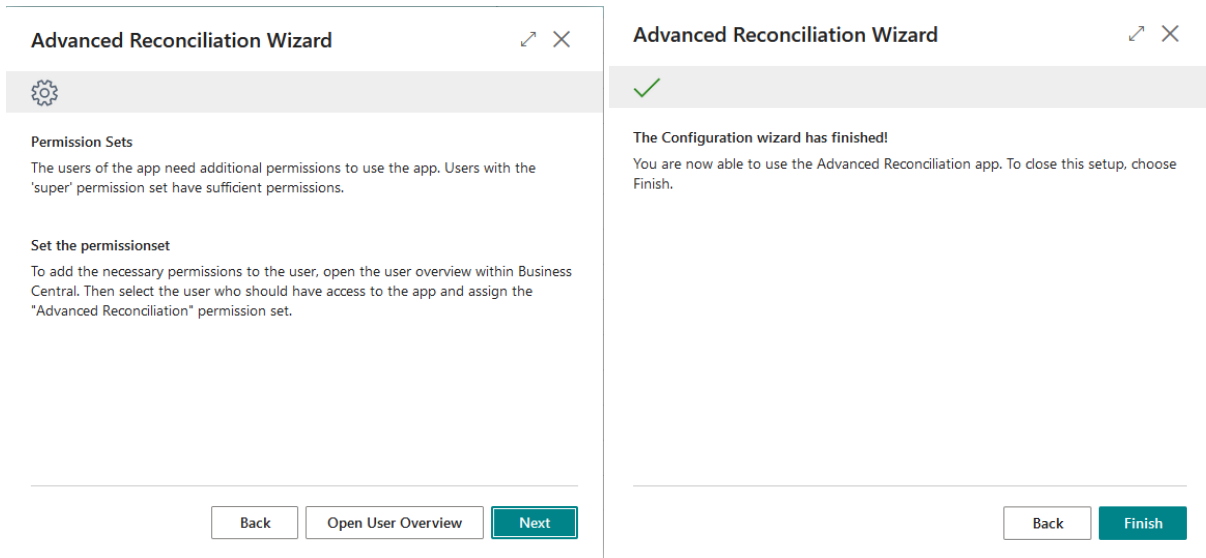 Advanced Reconciliation Wizard
Permission Sets
The users of the app need additional permissions to use the app. Users with the
'super' permission set have sufficient permissions.
Set the permissionset
To add the necessary permissions to the user, open the user overview within Business
Central. Then select the user who should have access to the app and assign the
"Advanced Reconciliation" permission set.
Back
Open User Overview
Next
Advanced Reconciliation Wizard
The Configuration wizard has finished!
You are now able to use the Advanced Reconciliation app. To close this setup, choose
Finish.
Back
Finish